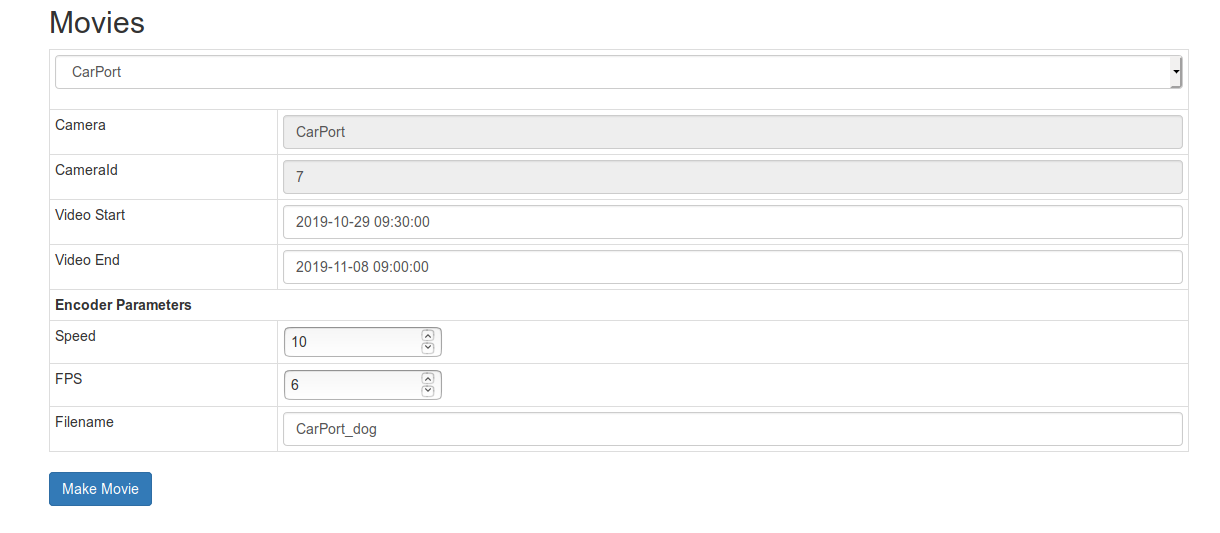 Movies
CarPort
Camera
CarPort
CameraId
7
Video Start
2019-10-29 09:30:00
Video End
2019-11-08 09:00:00
Encoder Parameters
Speed
10
FPS
6
Filename
CarPort_dog
Make Movie